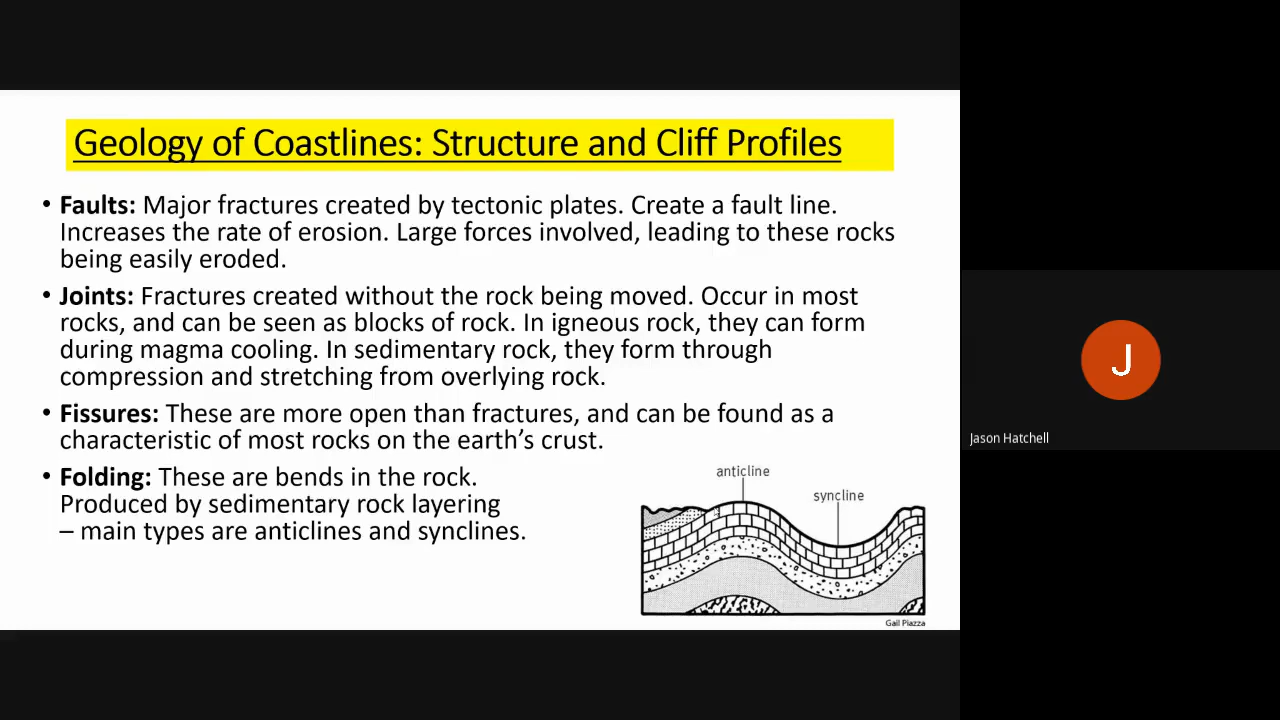 Geology of Coastlines: Structure and Cliff Profiles
• Faults: Major fractures created by tectonic plates. Create a fault line.
Increases the rate of erosion. Large forces involved, leading to these rocks
being easily eroded.
• Joints: Fractures created without the rock being moved. Occur in most
rocks, and can be seen as blocks of rock. In igneous rock, they can form
during magma cooling. In sedimentary rock, they form through
compression and stretching from overlying rock.
• Fissures: These are more open than fractures, and can be found as a
characteristic of most rocks on the earth's crust.
• Folding: These are bends in the rock.
Produced by sedimentary rock layering
– main types are anticlines and synclines.
anticline
syncline
Gail Piazza
J
Jason Hatchell